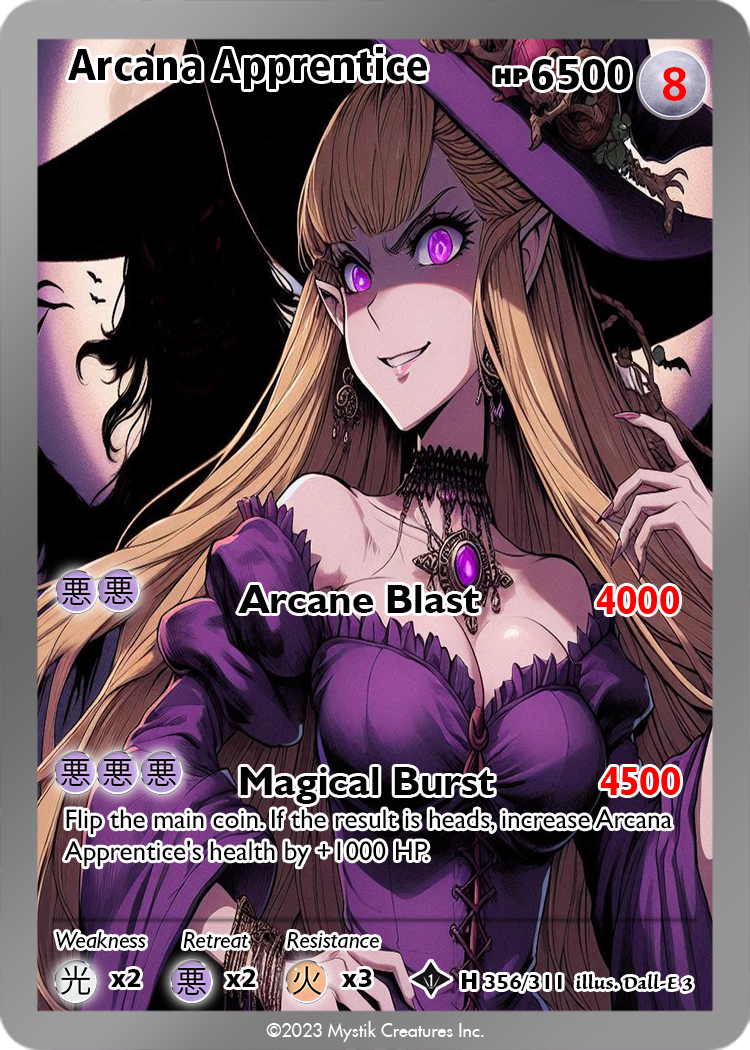 Arcana Apprentice HP6500 8
悪 悪 Arcane Blast 4000
悪 悪 悪 Magical Burst 4500
Flip the main coin. If the result is heads, increase Arcana
Apprentice's health by +1000 HP.
Weakness Retreat Resistance
光 x2 悪 x2 火 x3 1 H 356/311 illus. Dall-E 3
©2023 Mystik Creatures Inc.